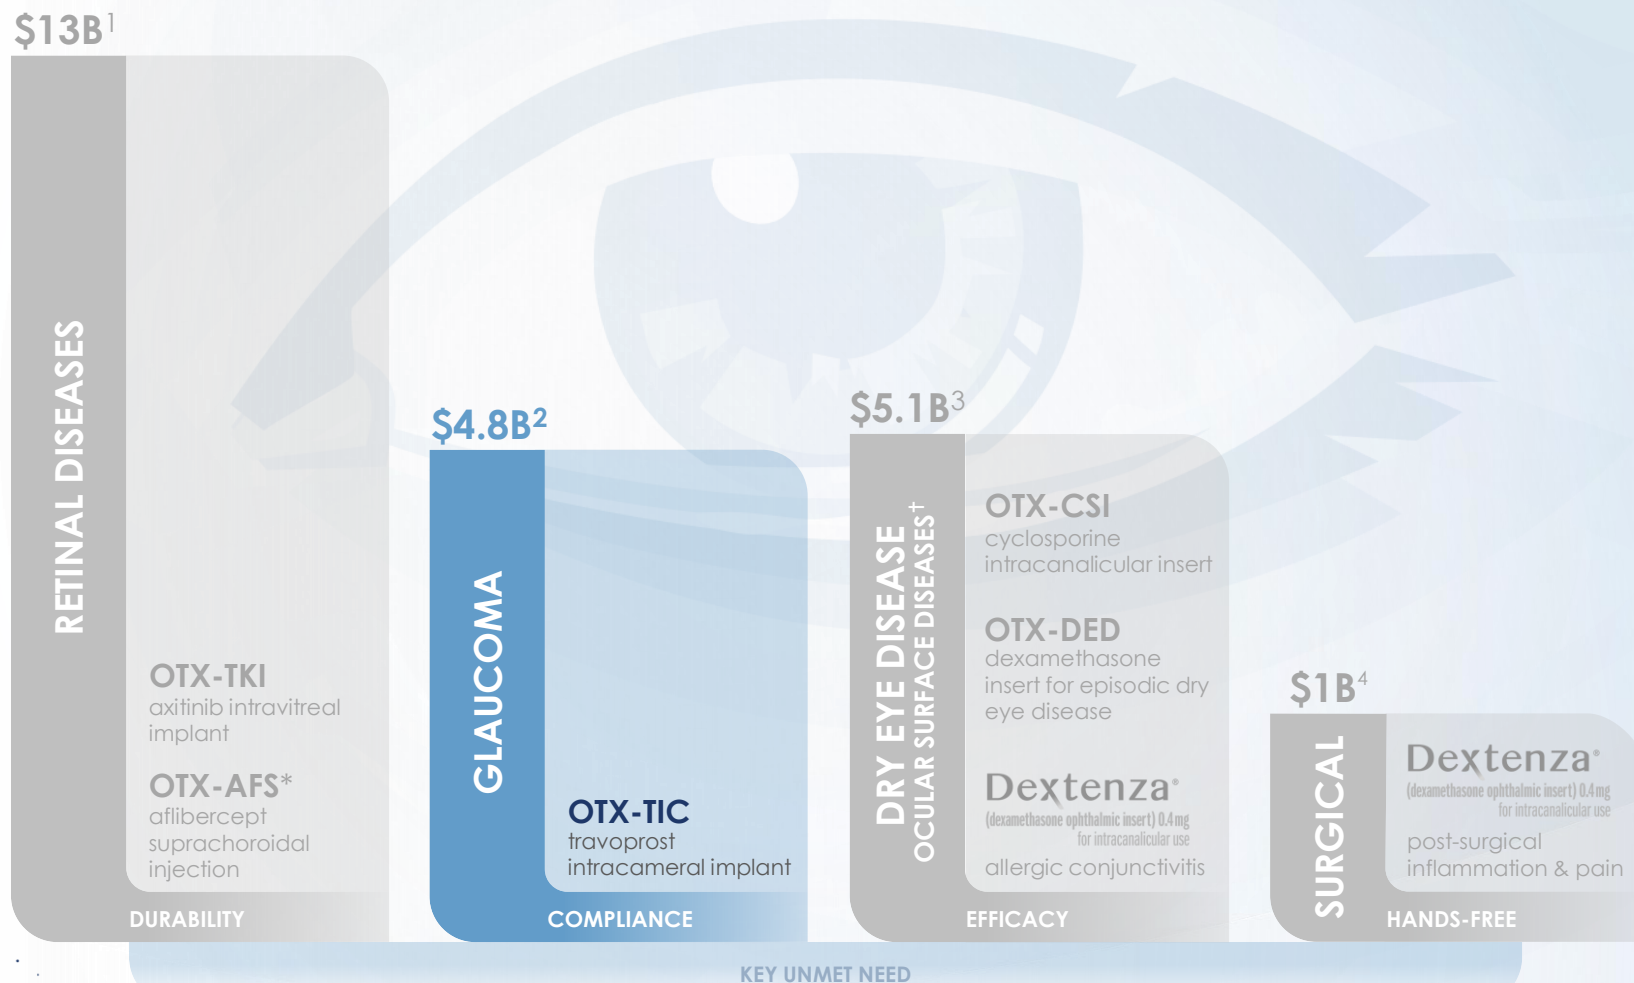 $13B1
RETINAL DISEASES
OTX-TKI
axitinib intravitreal
implant
OTX-AFS*
aflibercept
suprachoroidal
injection
DURABILITY
$4.8B2
GLAUCOMA
OTX-TIC
travoprost
intracameral implant
COMPLIANCE
$5.1B3
DRY EYE DISEASE
OCULAR SURFACE DISEASES†
OTX-CSI
cyclosporine
intracanalicular insert
OTX-DED
dexamethasone
insert for episodic dry
eye disease
Dextenza®
(dexamethasone ophthalmic insert) 0.4mg
for intracanalicular use
allergic conjunctivitis
EFFICACY
$1B4
SURGICAL
Dextenza®
(dexamethasone ophthalmic insert) 0.4mg
for intracanalicular use
post-surgical
inflammation & pain
HANDS-FREE
KEY UNMET NEED